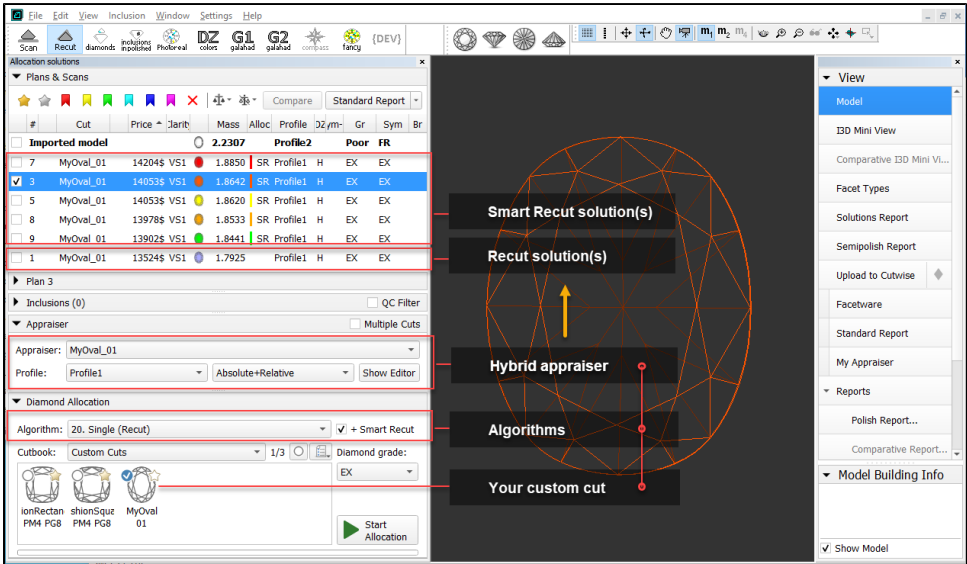 File Edit View Inclusion Window Settings Help
Scan Recut diamonds inclusions inpolished Photoreal DZ colors G1 galahad G2 galahad compass fancy {DEV}
m1 m2 m4
Allocation solutions
Plans & Scans
Compare Standard Report
# Cut Price Clarit Mass Alloc Profile Gr Sym Br
Imported model 2.2307 Profile2 Poor FR
7 MyOval_01 14204$ VS1 1.8850 SR Profile1 H EX EX
3 MyOval_01 14053$ VS1 1.8642 SR Profile1 H EX EX
5 MyOval_01 14053$ VS1 1.8620 SR Profile1 H EX EX
8 MyOval_01 13978$ VS1 1.8533 SR Profile1 H EX EX
9 MyOval_01 13902$ VS1 1.8441 SR Profile1 H EX EX
1 MyOval_01 13524$ VS1 1.7925 Profile1 H EX EX
Plan 3
Inclusions (0) QC Filter
Appraiser Multiple Cuts
Appraiser: MyOval_01
Profile: Profile1 Absolute+Relative Show Editor
Diamond Allocation
Algorithm: 20. Single (Recut) + Smart Recut
Cutbook: Custom Cuts 1/3 Diamond grade:
EX
ionRectan shionSqua MyOval
PM4 PG8 PM4 PG8 01
Start
Allocation
Smart Recut solution(s)
Recut solution(s)
Hybrid appraiser
Algorithms
Your custom cut
View
Model
I3D Mini View
Comparative I3D Mini Vi...
Facet Types
Solutions Report
Semipolish Report
Upload to Cutwise
Facetware
Standard Report
My Appraiser
Reports
Polish Report...
Comparative Report...
Model Building Info
Show Model